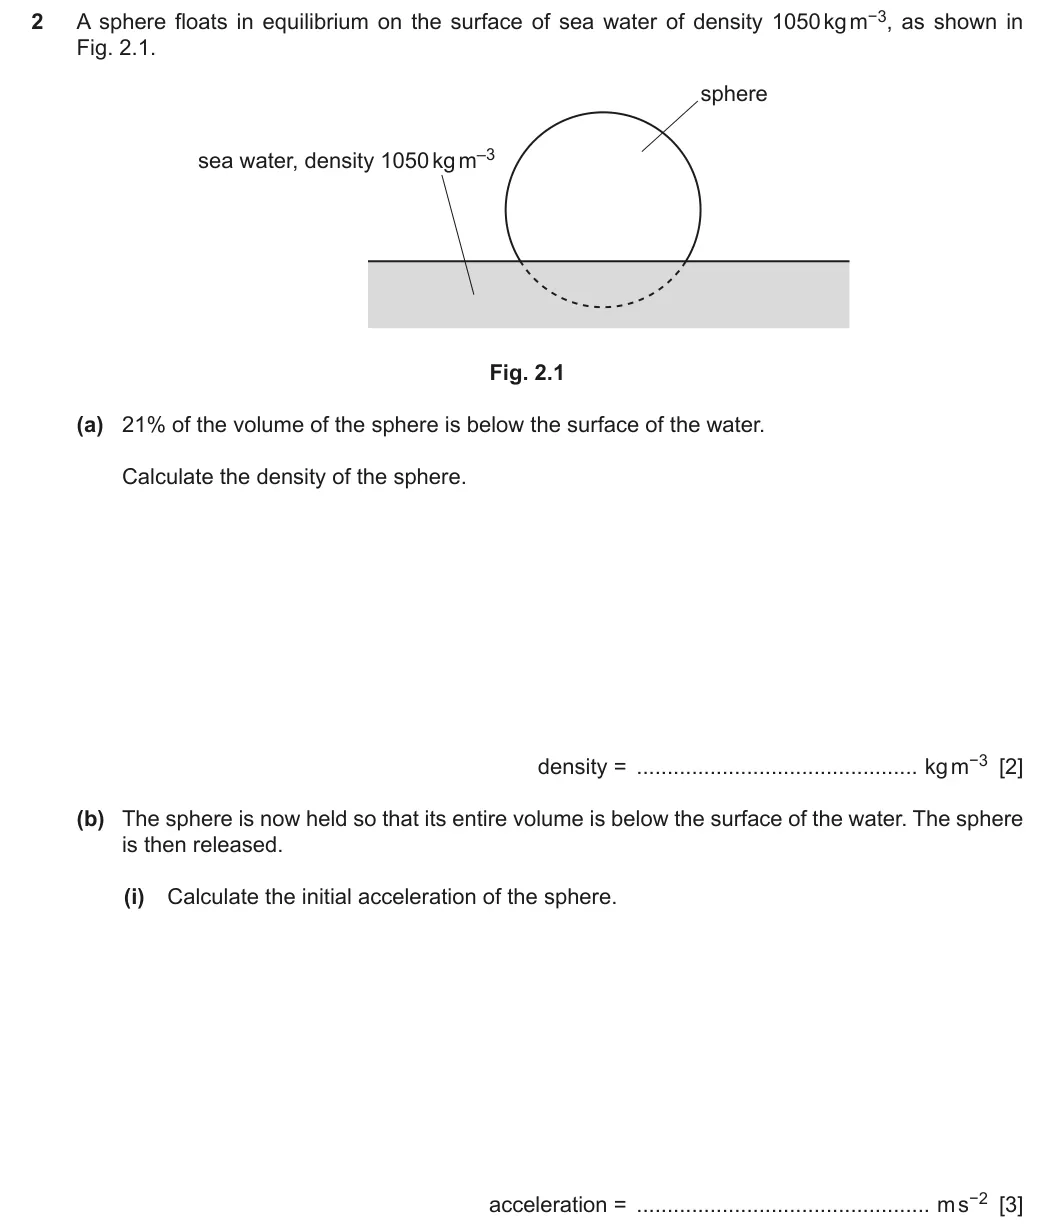 2 A sphere floats in equilibrium on the surface of sea water of density 1050 kg m⁻³, as shown in
Fig. 2.1.
sphere
sea water, density 1050 kg m⁻³
Fig. 2.1
(a) 21% of the volume of the sphere is below the surface of the water.
Calculate the density of the sphere.
density = .............................................. kg m⁻³ [2]
(b) The sphere is now held so that its entire volume is below the surface of the water. The sphere
is then released.
(i) Calculate the initial acceleration of the sphere.
acceleration = ................................................ m s⁻² [3]